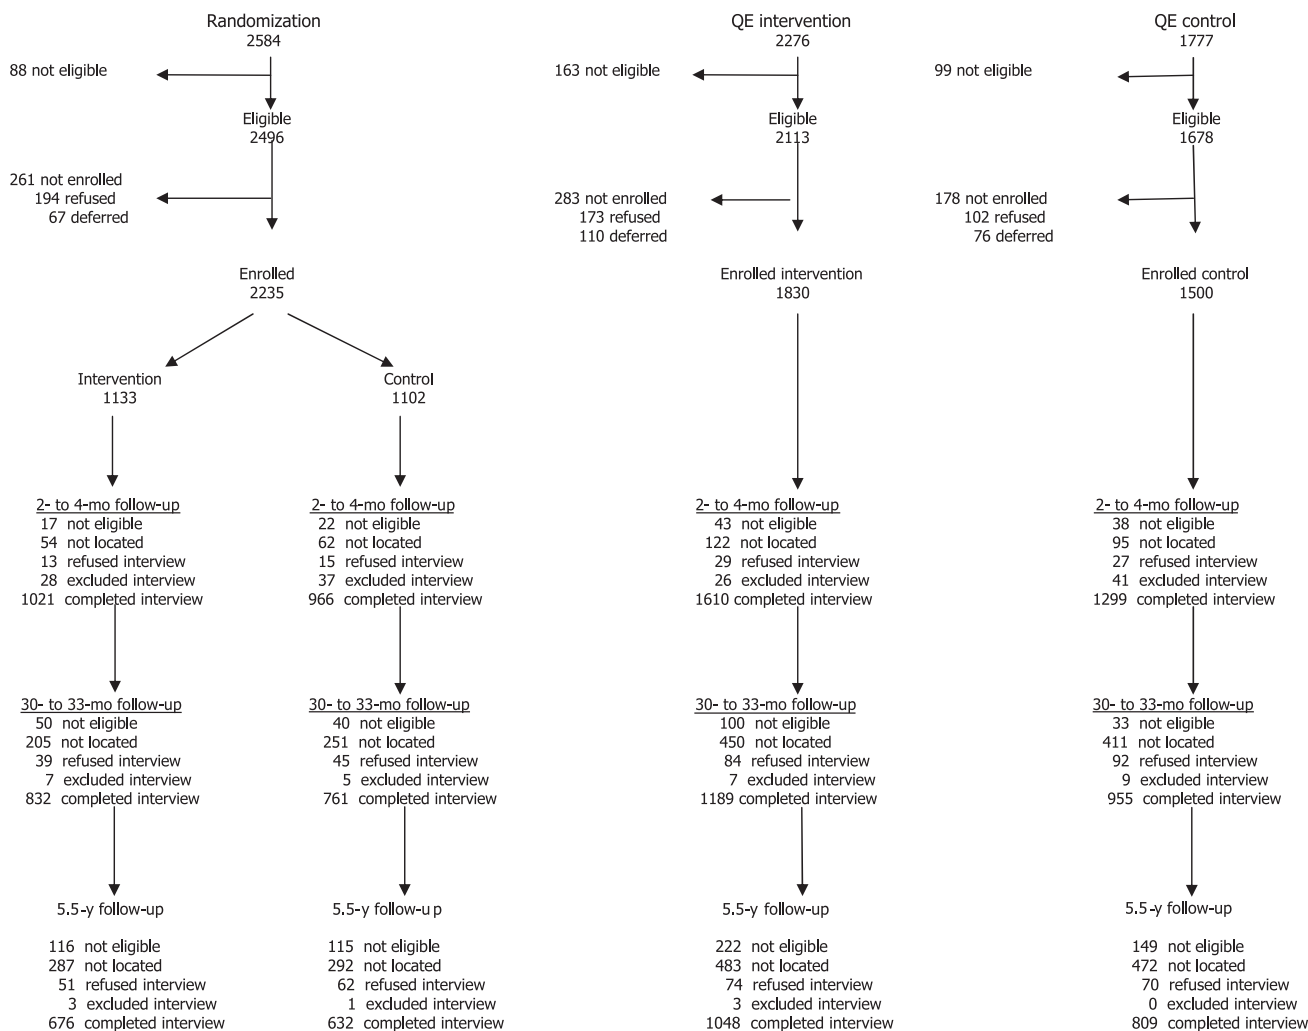 Randomization
2584
88 not eligible
Eligible
2496
261 not enrolled
194 refused
67 deferred
Enrolled
2235
Intervention
1133
Control
1102
2- to 4-mo follow-up
17 not eligible
54 not located
13 refused interview
28 excluded interview
1021 completed interview
30- to 33-mo follow-up
50 not eligible
205 not located
39 refused interview
7 excluded interview
832 completed interview
5.5-y follow-up
116 not eligible
287 not located
51 refused interview
3 excluded interview
676 completed interview
2- to 4-mo follow-up
22 not eligible
62 not located
15 refused interview
37 excluded interview
966 completed interview
30- to 33-mo follow-up
40 not eligible
251 not located
45 refused interview
5 excluded interview
761 completed interview
5.5-y follow-up
115 not eligible
292 not located
62 refused interview
1 excluded interview
632 completed interview
QE intervention
2276
163 not eligible
Eligible
2113
283 not enrolled
173 refused
110 deferred
Enrolled intervention
1830
2- to 4-mo follow-up
43 not eligible
122 not located
29 refused interview
26 excluded interview
1610 completed interview
30- to 33-mo follow-up
100 not eligible
450 not located
84 refused interview
7 excluded interview
1189 completed interview
5.5-y follow-up
222 not eligible
483 not located
74 refused interview
3 excluded interview
1048 completed interview
QE control
1777
99 not eligible
Eligible
1678
178 not enrolled
102 refused
76 deferred
Enrolled control
1500
2- to 4-mo follow-up
38 not eligible
95 not located
27 refused interview
41 excluded interview
1299 completed interview
30- to 33-mo follow-up
33 not eligible
411 not located
92 refused interview
9 excluded interview
955 completed interview
5.5-y follow-up
149 not eligible
472 not located
70 refused interview
0 excluded interview
809 completed interview